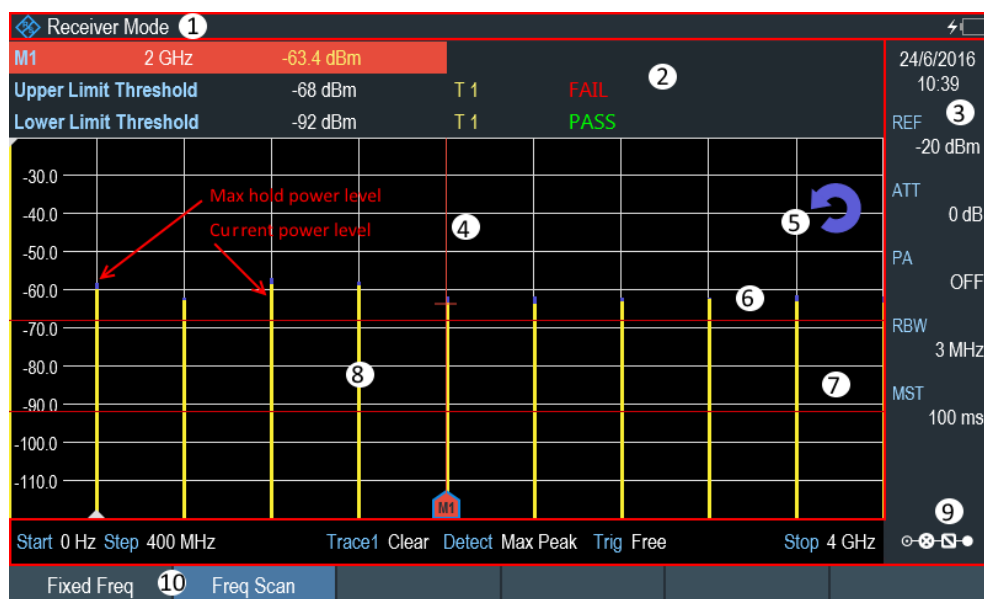 Receiver Mode 1
M1 2 GHz -63.4 dBm
Upper Limit Threshold -68 dBm T 1 FAIL
Lower Limit Threshold -92 dBm T 1 PASS
2
24/6/2016
10:39
3
REF
-20 dBm
ATT
0 dB
PA
OFF
RBW
3 MHz
MST
100 ms
9
-30.0
-40.0
-50.0
-60.0
-70.0
-80.0
-90.0
-100.0
-110.0
Max hold power level
Current power level
4
5
6
7
8
M1
Start 0 Hz Step 400 MHz Trace1 Clear Detect Max Peak Trig Free Stop 4 GHz
Fixed Freq 10 Freq Scan